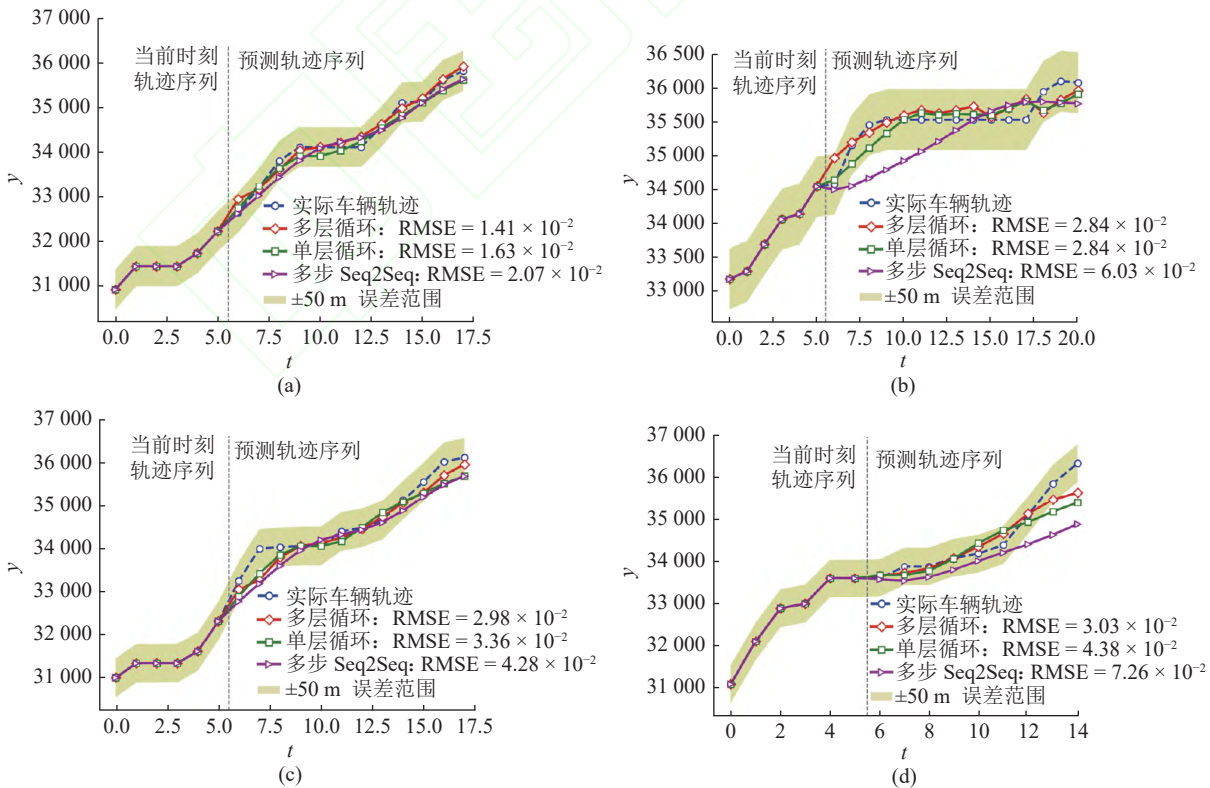 37 000
36 000
35 000
34 000
33 000
32 000
31 000
y
当前时刻
轨迹序列
预测轨迹序列
实际车辆轨迹
多层循环：RMSE = 1.41 × 10−2
单层循环：RMSE = 1.63 × 10−2
多步 Seq2Seq: RMSE = 2.07 × 10−2
±50 m 误差范围
0.0 2.5 5.0 7.5 10.0 12.5 15.0 17.5
t
(a)
36 500
36 000
35 500
35 000
34 500
34 000
33 500
33 000
y
当前时刻
轨迹序列
预测轨迹序列
实际车辆轨迹
多层循环：RMSE = 2.84 × 10−2
单层循环：RMSE = 2.84 × 10−2
多步 Seq2Seq: RMSE = 6.03 × 10−2
±50 m 误差范围
0.0 2.5 5.0 7.5 10.0 12.5 15.0 17.5 20.0
t
(b)
37 000
36 000
35 000
34 000
33 000
32 000
31 000
y
当前时刻
轨迹序列
预测轨迹序列
实际车辆轨迹
多层循环：RMSE = 2.98 × 10−2
单层循环：RMSE = 3.36 × 10−2
多步 Seq2Seq: RMSE = 4.28 × 10−2
±50 m 误差范围
0.0 2.5 5.0 7.5 10.0 12.5 15.0 17.5
t
(c)
37 000
36 000
35 000
34 000
33 000
32 000
31 000
y
当前时刻
轨迹序列
预测轨迹序列
实际车辆轨迹
多层循环：RMSE = 3.03 × 10−2
单层循环：RMSE = 4.38 × 10−2
多步 Seq2Seq: RMSE = 7.26 × 10−2
±50 m 误差范围
0 2 4 6 8 10 12 14
t
(d)